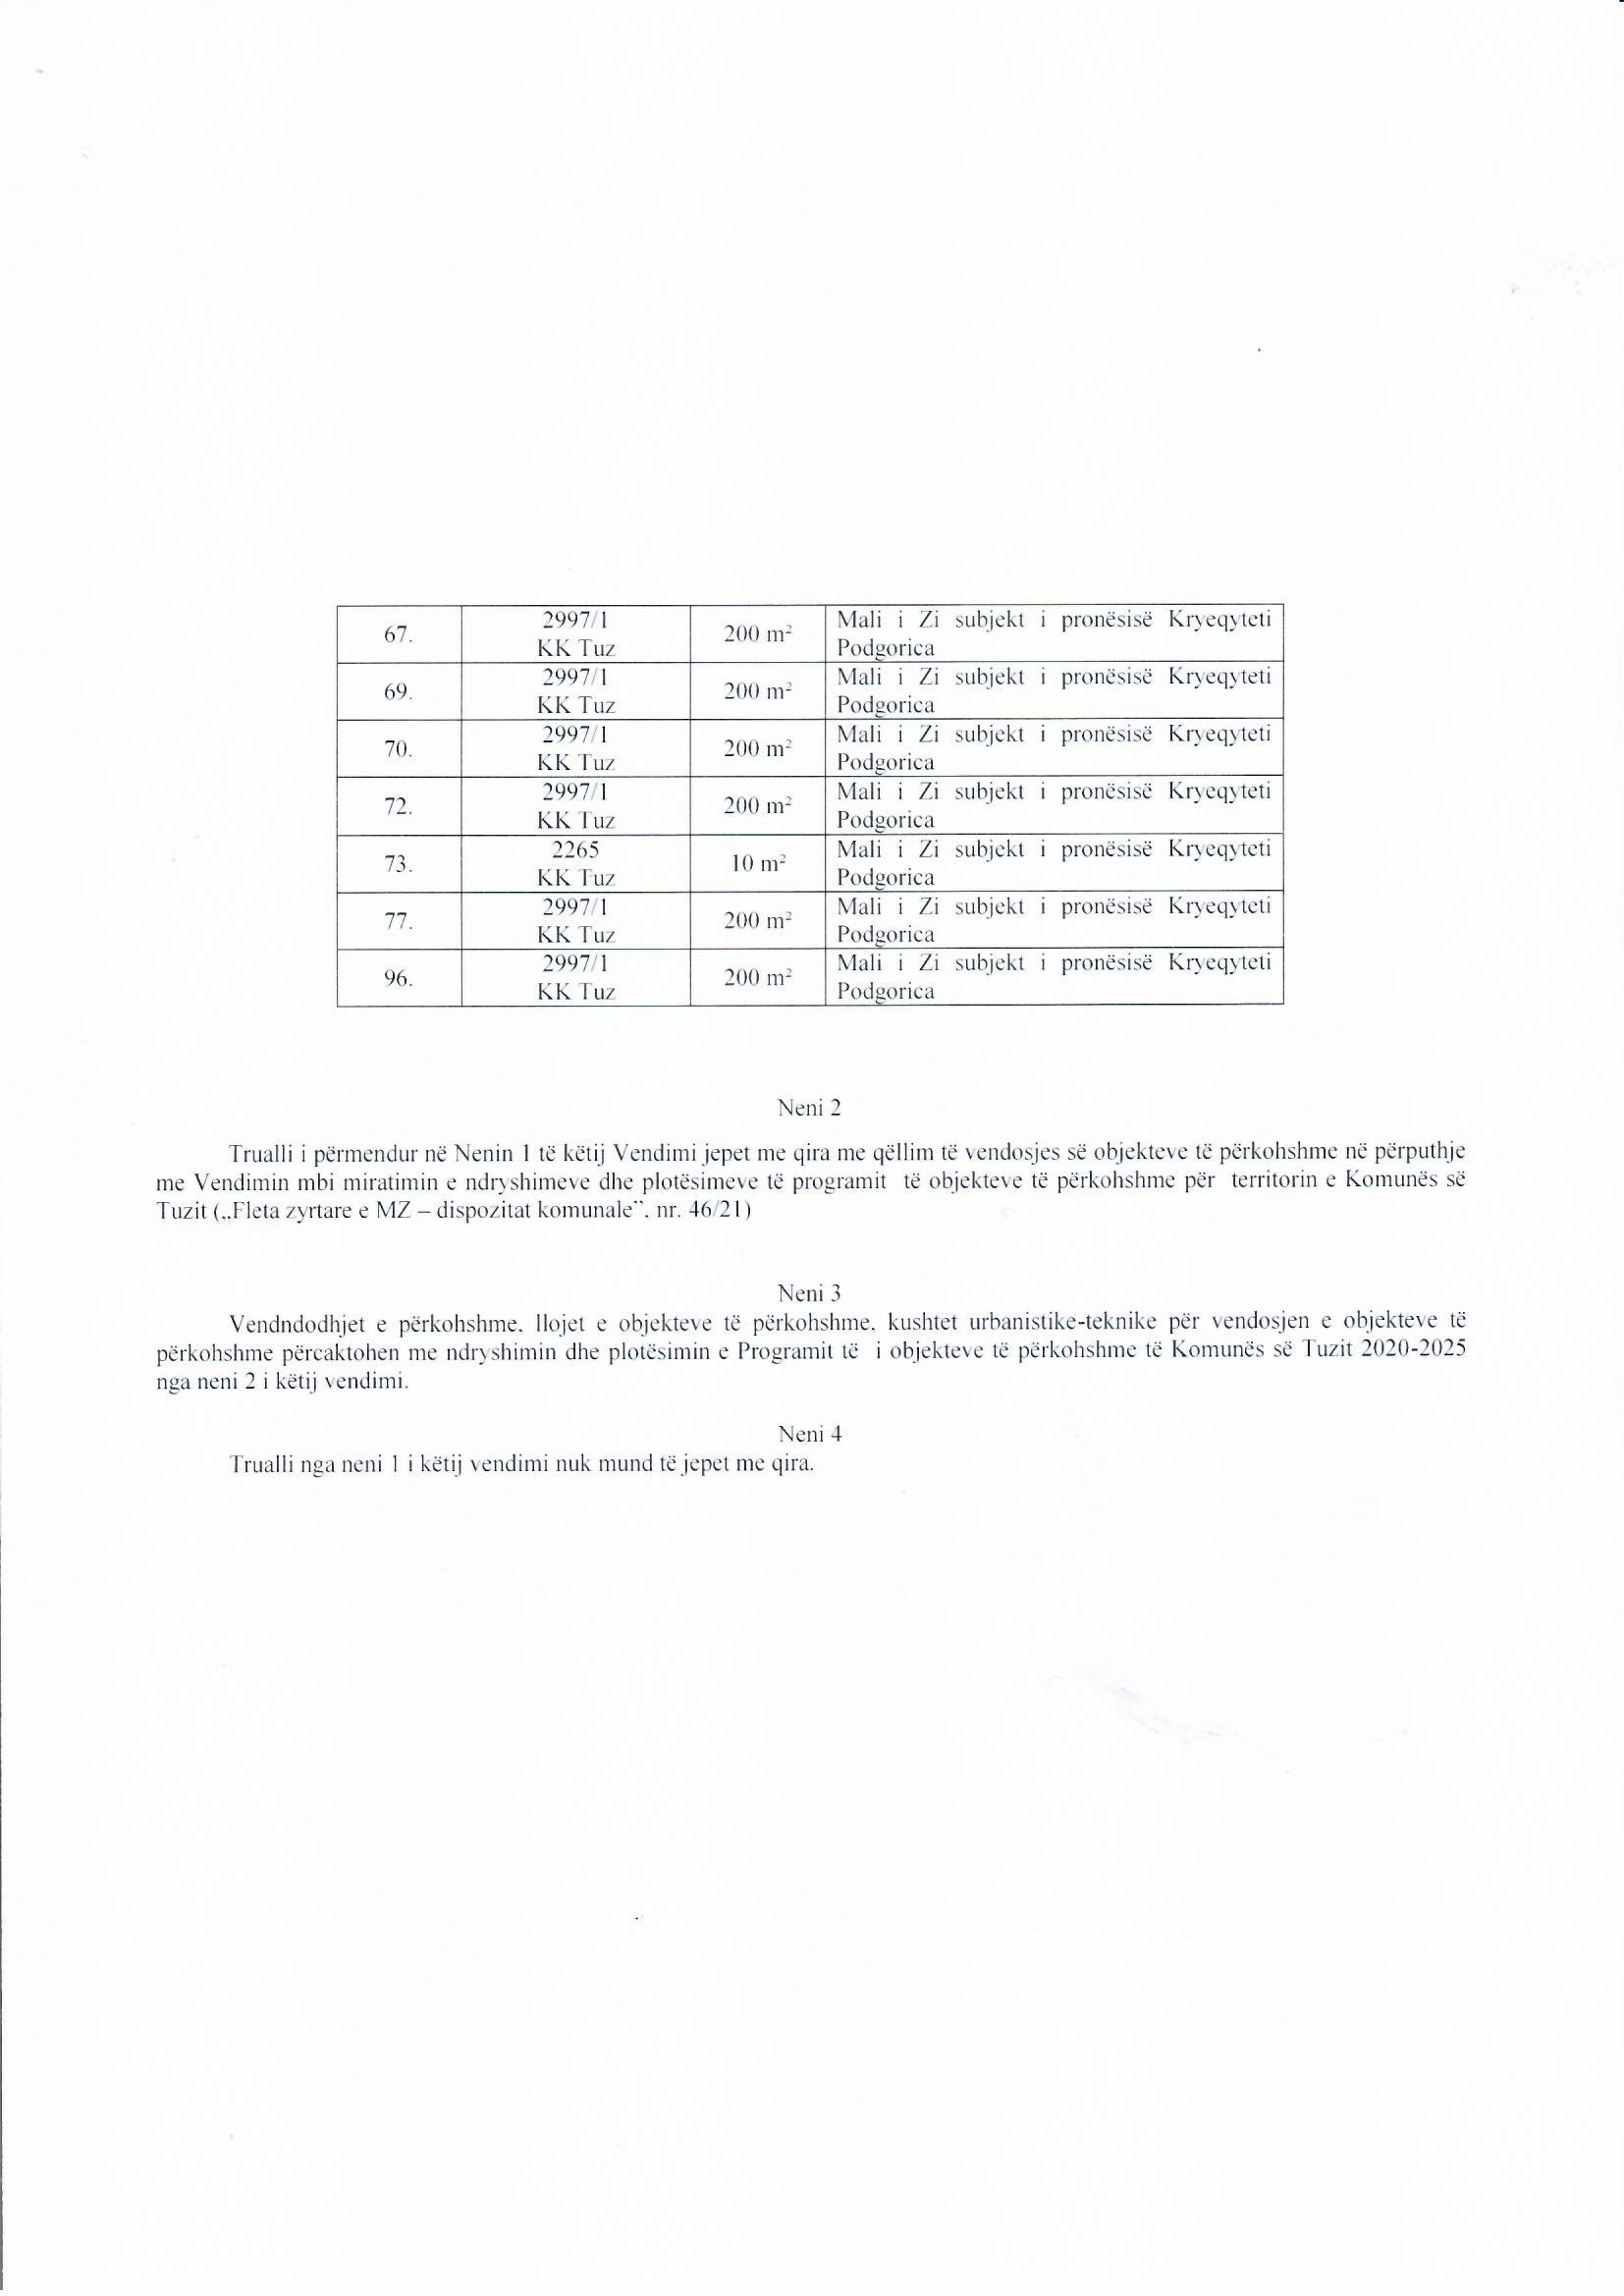 67.
2997/1
KK Tuz
200 m²
Mali i Zi subjekt i pronësisë Kryeqyteti
Podgorica
69.
2997/1
KK Tuz
200 m²
Mali i Zi subjekt i pronësisë Kryeqyteti
Podgorica
70.
2997/1
KK Tuz
200 m²
Mali i Zi subjekt i pronësisë Kryeqyteti
Podgorica
72.
2997/1
KK Tuz
200 m²
Mali i Zi subjekt i pronësisë Kryeqyteti
Podgorica
73.
2265
KK Tuz
10 m²
Mali i Zi subjekt i pronësisë Kryeqyteti
Podgorica
77.
2997/1
KK Tuz
200 m²
Mali i Zi subjekt i pronësisë Kryeqyteti
Podgorica
96.
2997/1
KK Tuz
200 m²
Mali i Zi subjekt i pronësisë Kryeqyteti
Podgorica
Neni 2
Trualli i përmendur në Nenin 1 të këtij Vendimi jepet me qira me qëllim të vendosjes së objekteve të përkohshme në përputhje
me Vendimin mbi miratimin e ndryshimeve dhe plotësimeve të programit të objekteve të përkohshme për territorin e Komunës së
Tuzit („Fleta zyrtare e MZ – dispozitat komunale”, nr. 46/21)
Neni 3
Vendndodhjet e përkohshme, llojet e objekteve të përkohshme, kushtet urbanistike-teknike për vendosjen e objekteve të
përkohshme përcaktohen me ndryshimin dhe plotësimin e Programit të i objekteve të përkohshme të Komunës së Tuzit 2020-2025
nga neni 2 i këtij vendimi.
Neni 4
Trualli nga neni 1 i këtij vendimi nuk mund të jepet me qira.